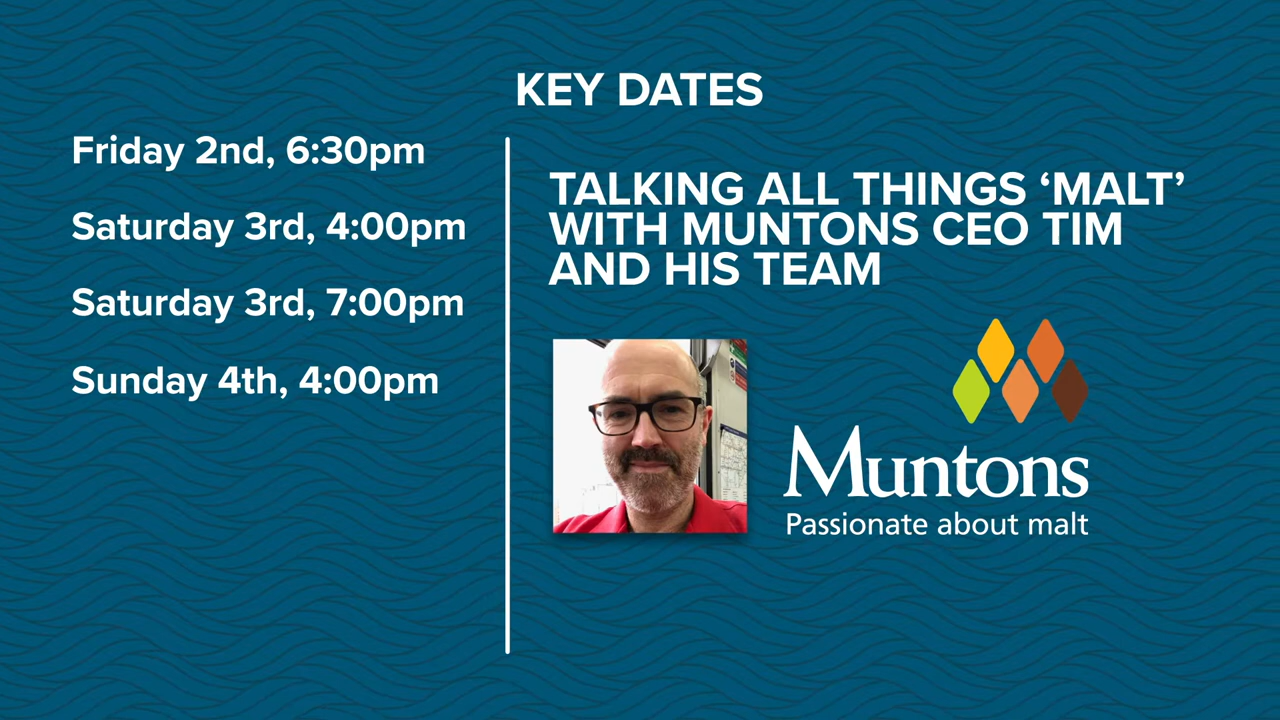 KEY DATES
Friday 2nd, 6:30pm
Saturday 3rd, 4:00pm
Saturday 3rd, 7:00pm
Sunday 4th, 4:00pm
TALKING ALL THINGS ‘MALT’
WITH MUNTONS CEO TIM
AND HIS TEAM
Muntons
Passionate about malt